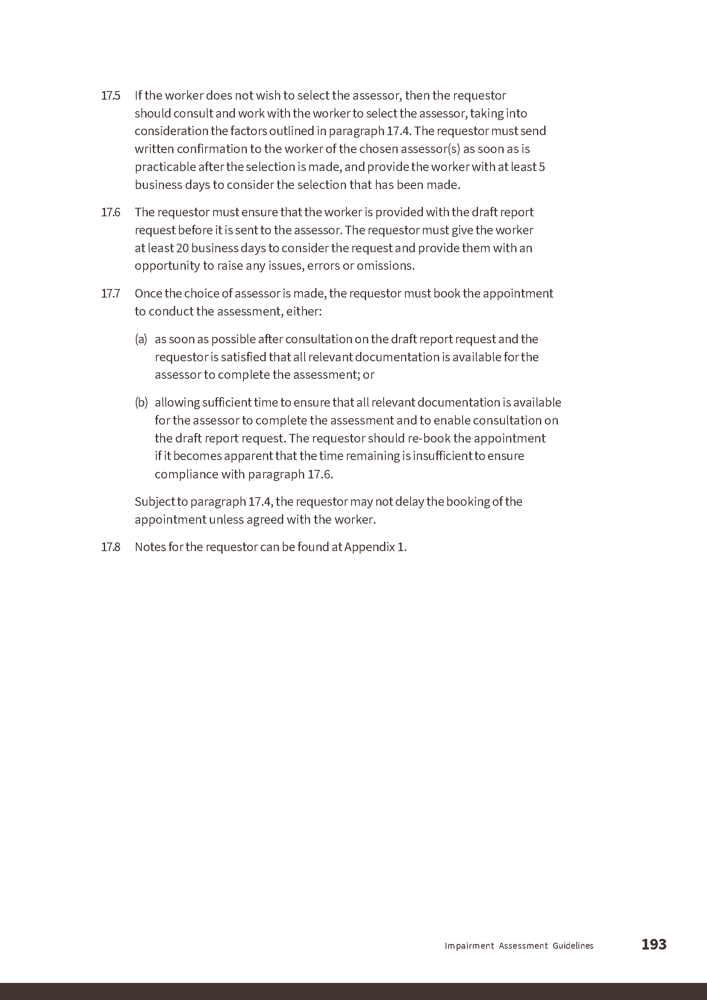 17.5 If the worker does not wish to select the assessor, then the requestor
should consult and work with the worker to select the assessor, taking into
consideration the factors outlined in paragraph 17.4. The requestor must send
written confirmation to the worker of the chosen assessor(s) as soon as is
practicable after the selection is made, and provide the worker with at least 5
business days to consider the selection that has been made.
17.6 The requestor must ensure that the worker is provided with the draft report
request before it is sent to the assessor. The requestor must give the worker
at least 20 business days to consider the request and provide them with an
opportunity to raise any issues, errors or omissions.
17.7 Once the choice of assessor is made, the requestor must book the appointment
to conduct the assessment, either:
(a) as soon as possible after consultation on the draft report request and the
requestor is satisfied that all relevant documentation is available for the
assessor to complete the assessment; or
(b) allowing sufficient time to ensure that all relevant documentation is available
for the assessor to complete the assessment and to enable consultation on
the draft report request. The requestor should re-book the appointment
if it becomes apparent that the time remaining is insufficient to ensure
compliance with paragraph 17.6.
Subject to paragraph 17.4, the requestor may not delay the booking of the
appointment unless agreed with the worker.
17.8 Notes for the requestor can be found at Appendix 1.
Impairment Assessment Guidelines 193